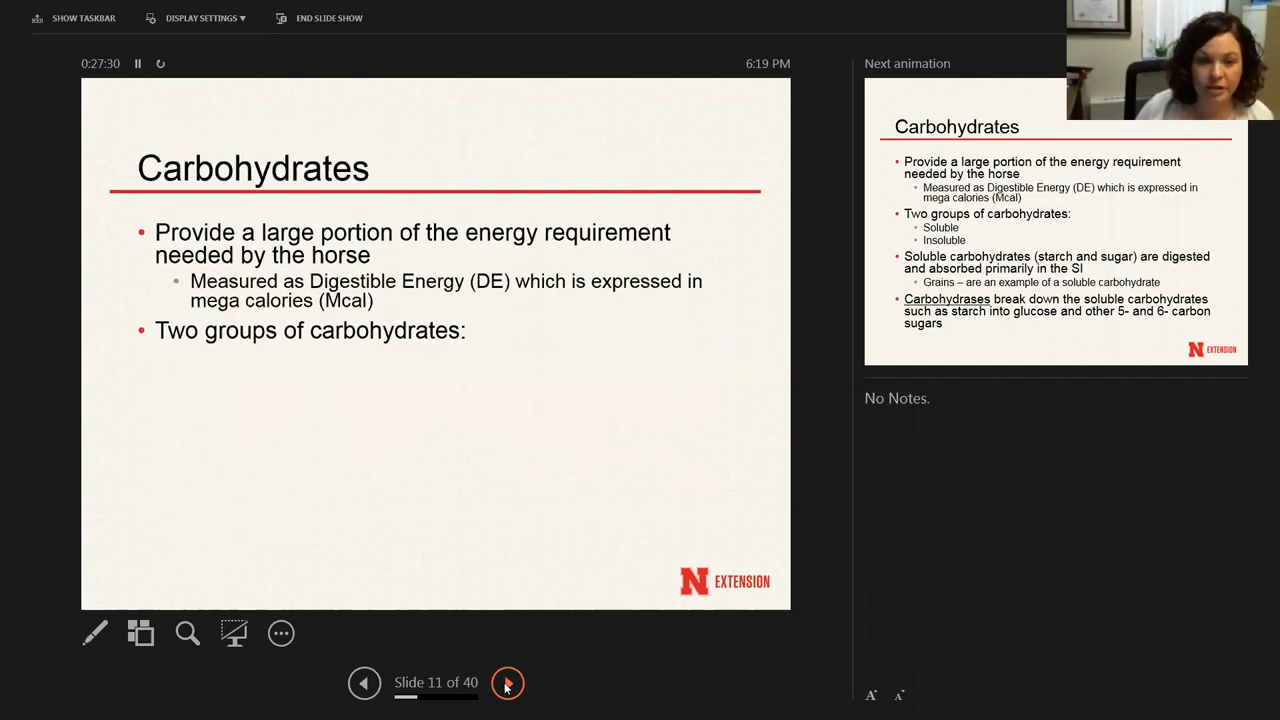 SHOW TASKBAR
DISPLAY SETTINGS ▼
END SLIDE SHOW
0:27:30
6:19 PM
Carbohydrates
• Provide a large portion of the energy requirement
needed by the horse
• Measured as Digestible Energy (DE) which is expressed in
mega calories (Mcal)
• Two groups of carbohydrates:
N EXTENSION
Slide 11 of 40
Next animation
Carbohydrates
• Provide a large portion of the energy requirement
needed by the horse
• Measured as Digestible Energy (DE) which is expressed in
mega calories (Mcal)
• Two groups of carbohydrates:
• Soluble
• Insoluble
• Soluble carbohydrates (starch and sugar) are digested
and absorbed primarily in the SI
• Grains – are an example of a soluble carbohydrate
• Carbohydrases break down the soluble carbohydrates
such as starch into glucose and other 5- and 6- carbon
sugars
N EXTENSION
No Notes.
A A